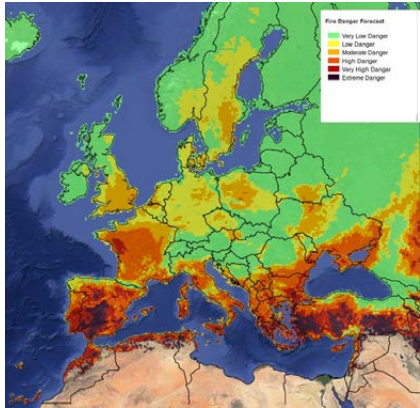 Fire Danger Forecast
Very Low Danger
Low Danger
Moderate Danger
High Danger
Very High Danger
Extreme Danger